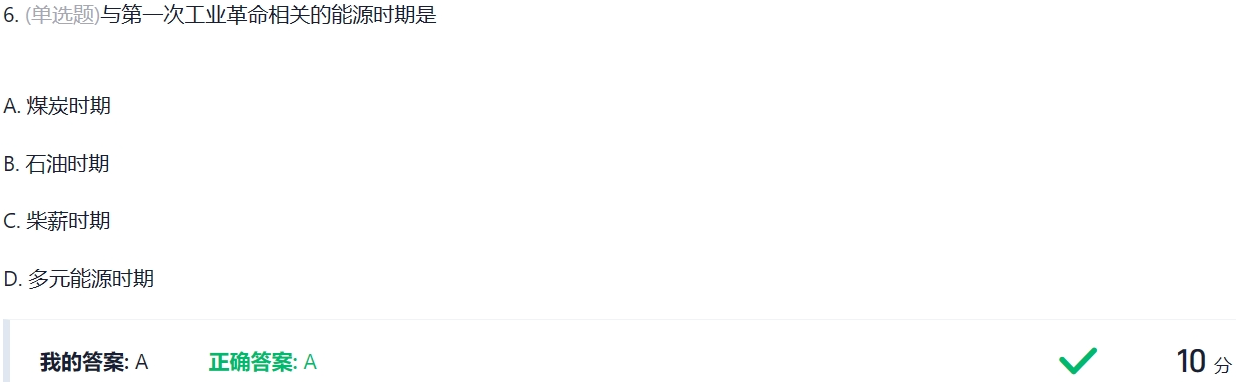 6. (单选题)与第一次工业革命相关的能源时期是
A. 煤炭时期
B. 石油时期
C. 柴薪时期
D. 多元能源时期
我的答案: A 正确答案: A 10 分